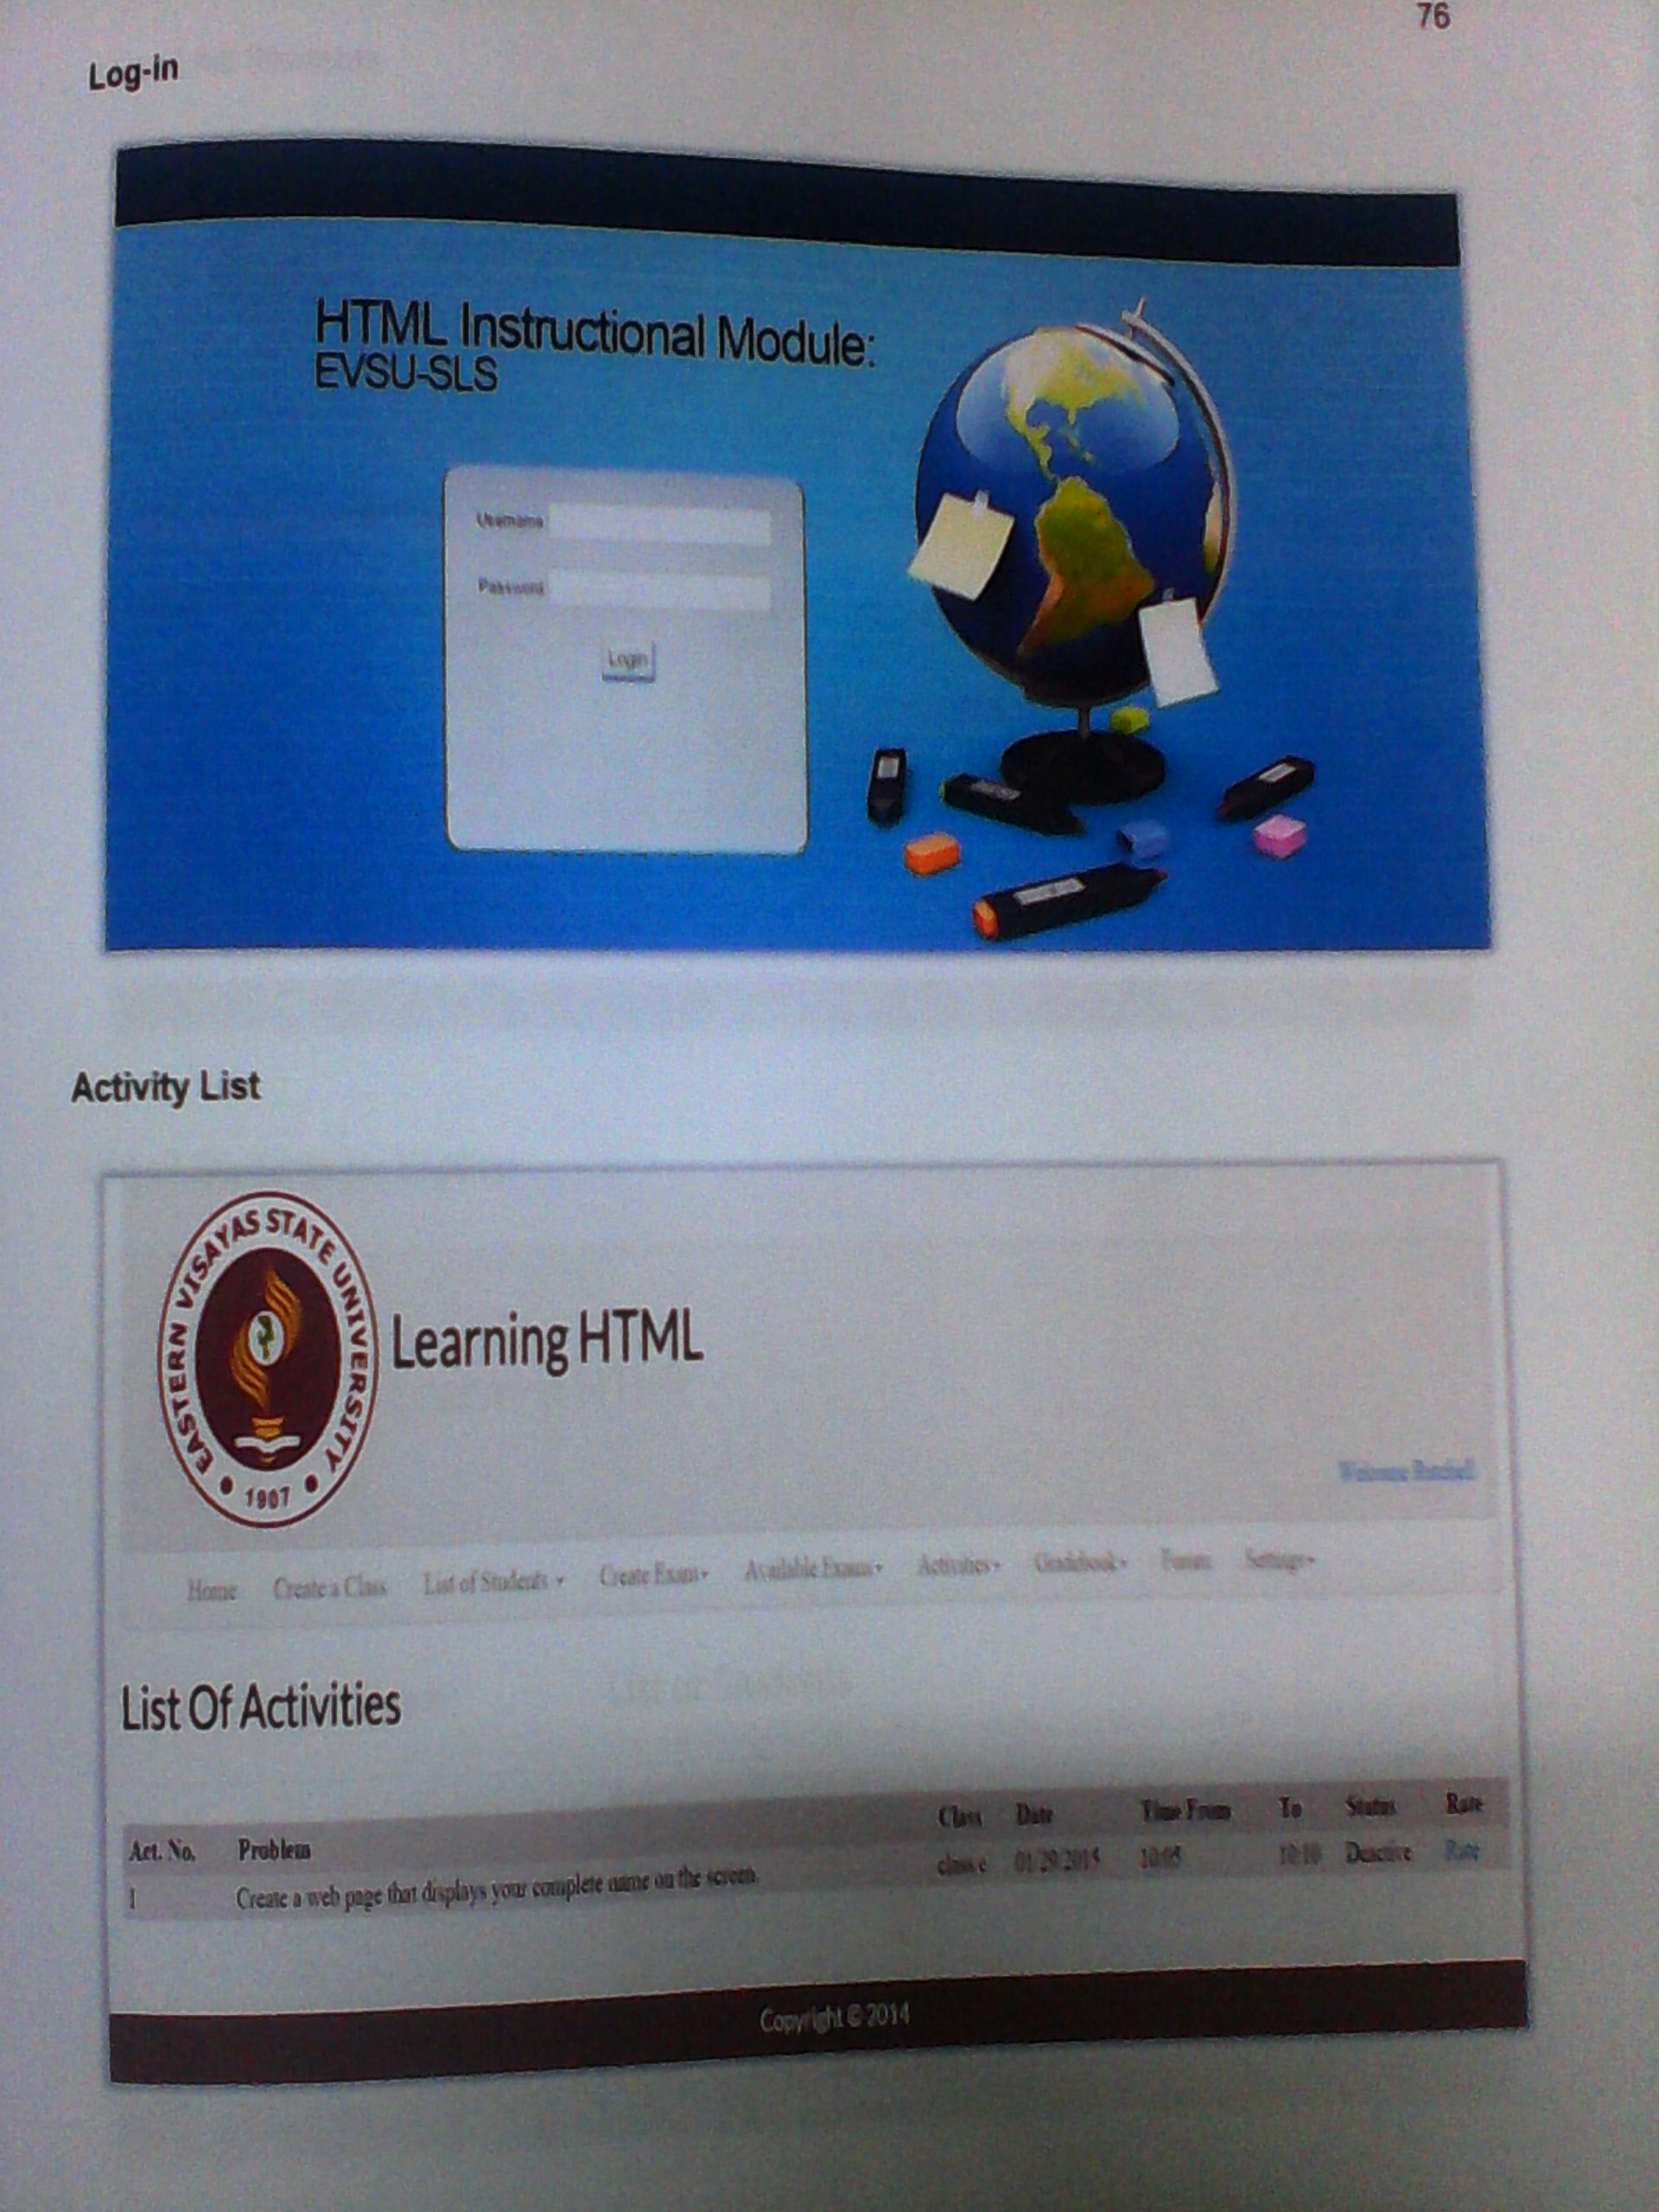 76
Log-in
HTML Instructional Module:
EVSU-SLS
Username
Password
Login
Activity List
EASTERN VISAYAS STATE UNIVERSITY
1907
Learning HTML
Welcome
Home Create a Class List of Students Create Exam Available Exams Activities Gradebook Forum Settings
List Of Activities
Act. No. Problem Class Date Time From To Status Rate
1 Create a web page that displays your complete name on the screen. class c 01/29/2015 10:05 10:10 Deactive Rate
Copyright © 2014